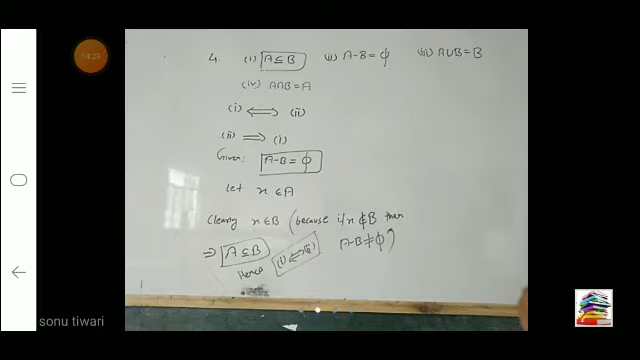 14:29
4. (i) A ⊆ B (ii) A-B = ϕ (iii) A∪B = B
(iv) A∩B = A
(i) ⟺ (ii)
(ii) ⟹ (i)
Given: A-B = ϕ
Let x ∈ A
Clearly x ∈ B (because if x ∉ B then
A-B ≠ ϕ)
⇒ A ⊆ B
Hence (i) ⟺ (ii)
sonu tiwari